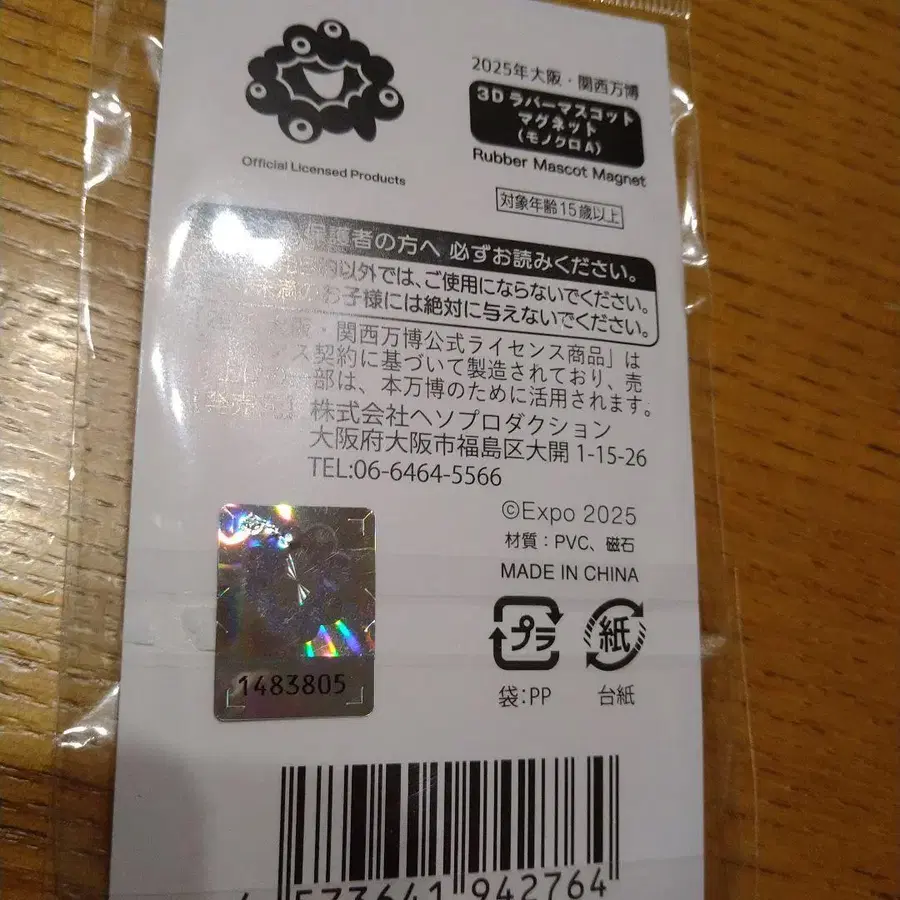 Official Licensed Products
2025年大阪・関西万博
3Dラバーマスコット
マグネット
(モノクロA)
Rubber Mascot Magnet
対象年齢15歳以上
保護者の方へ 必ずお読みください。
以外では、ご使用にならないでください。
未満のお子様には絶対に与えないでください。
・関西万博公式ライセンス商品」は
ス契約に基づいて製造されており、売
部は、本万博のために活用されます。
株式会社ヘソプロダクション
大阪府大阪市福島区大開1-15-26
TEL:06-6464-5566
©Expo 2025
材質：PVC、磁石
MADE IN CHINA
プラ
紙
袋:PP
台紙
1483805
4 573641 942764